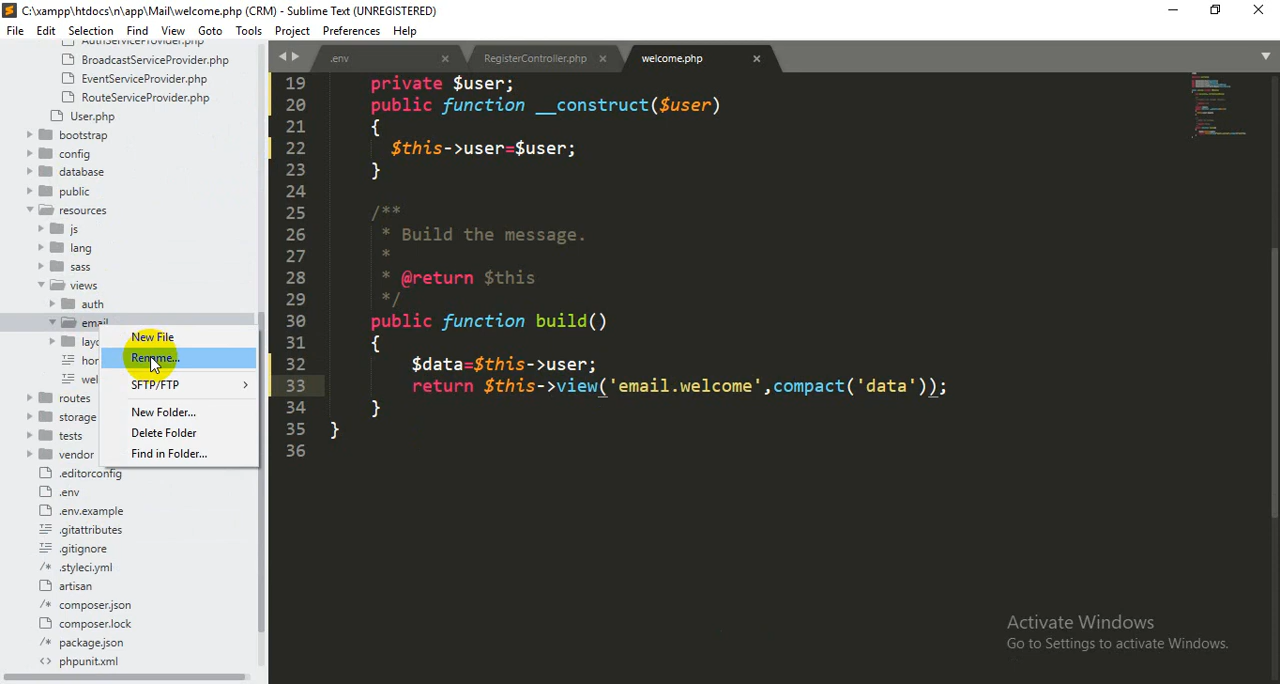 C:\xampp\htdocs\n\app\Mail\welcome.php (CRM) - Sublime Text (UNREGISTERED)
File Edit Selection Find View Goto Tools Project Preferences Help
.env RegisterController.php welcome.php
AuthServiceProvider.php
BroadcastServiceProvider.php
EventServiceProvider.php
RouteServiceProvider.php
User.php
bootstrap
config
database
public
resources
js
lang
sass
views
auth
email
routes
storage
tests
vendor
.editorconfig
.env
.env.example
.gitattributes
.gitignore
.styleci.yml
artisan
composer.json
composer.lock
package.json
phpunit.xml
New File
Rename...
SFTP/FTP
New Folder...
Delete Folder
Find in Folder...
19 private $user;
20 public function __construct($user)
21 {
22 $this->user=$user;
23 }
24
25 /**
26 * Build the message.
27 *
28 * @return $this
29 */
30 public function build()
31 {
32 $data=$this->user;
33 return $this->view('email.welcome',compact('data'));
34 }
35 }
36
Activate Windows
Go to Settings to activate Windows.